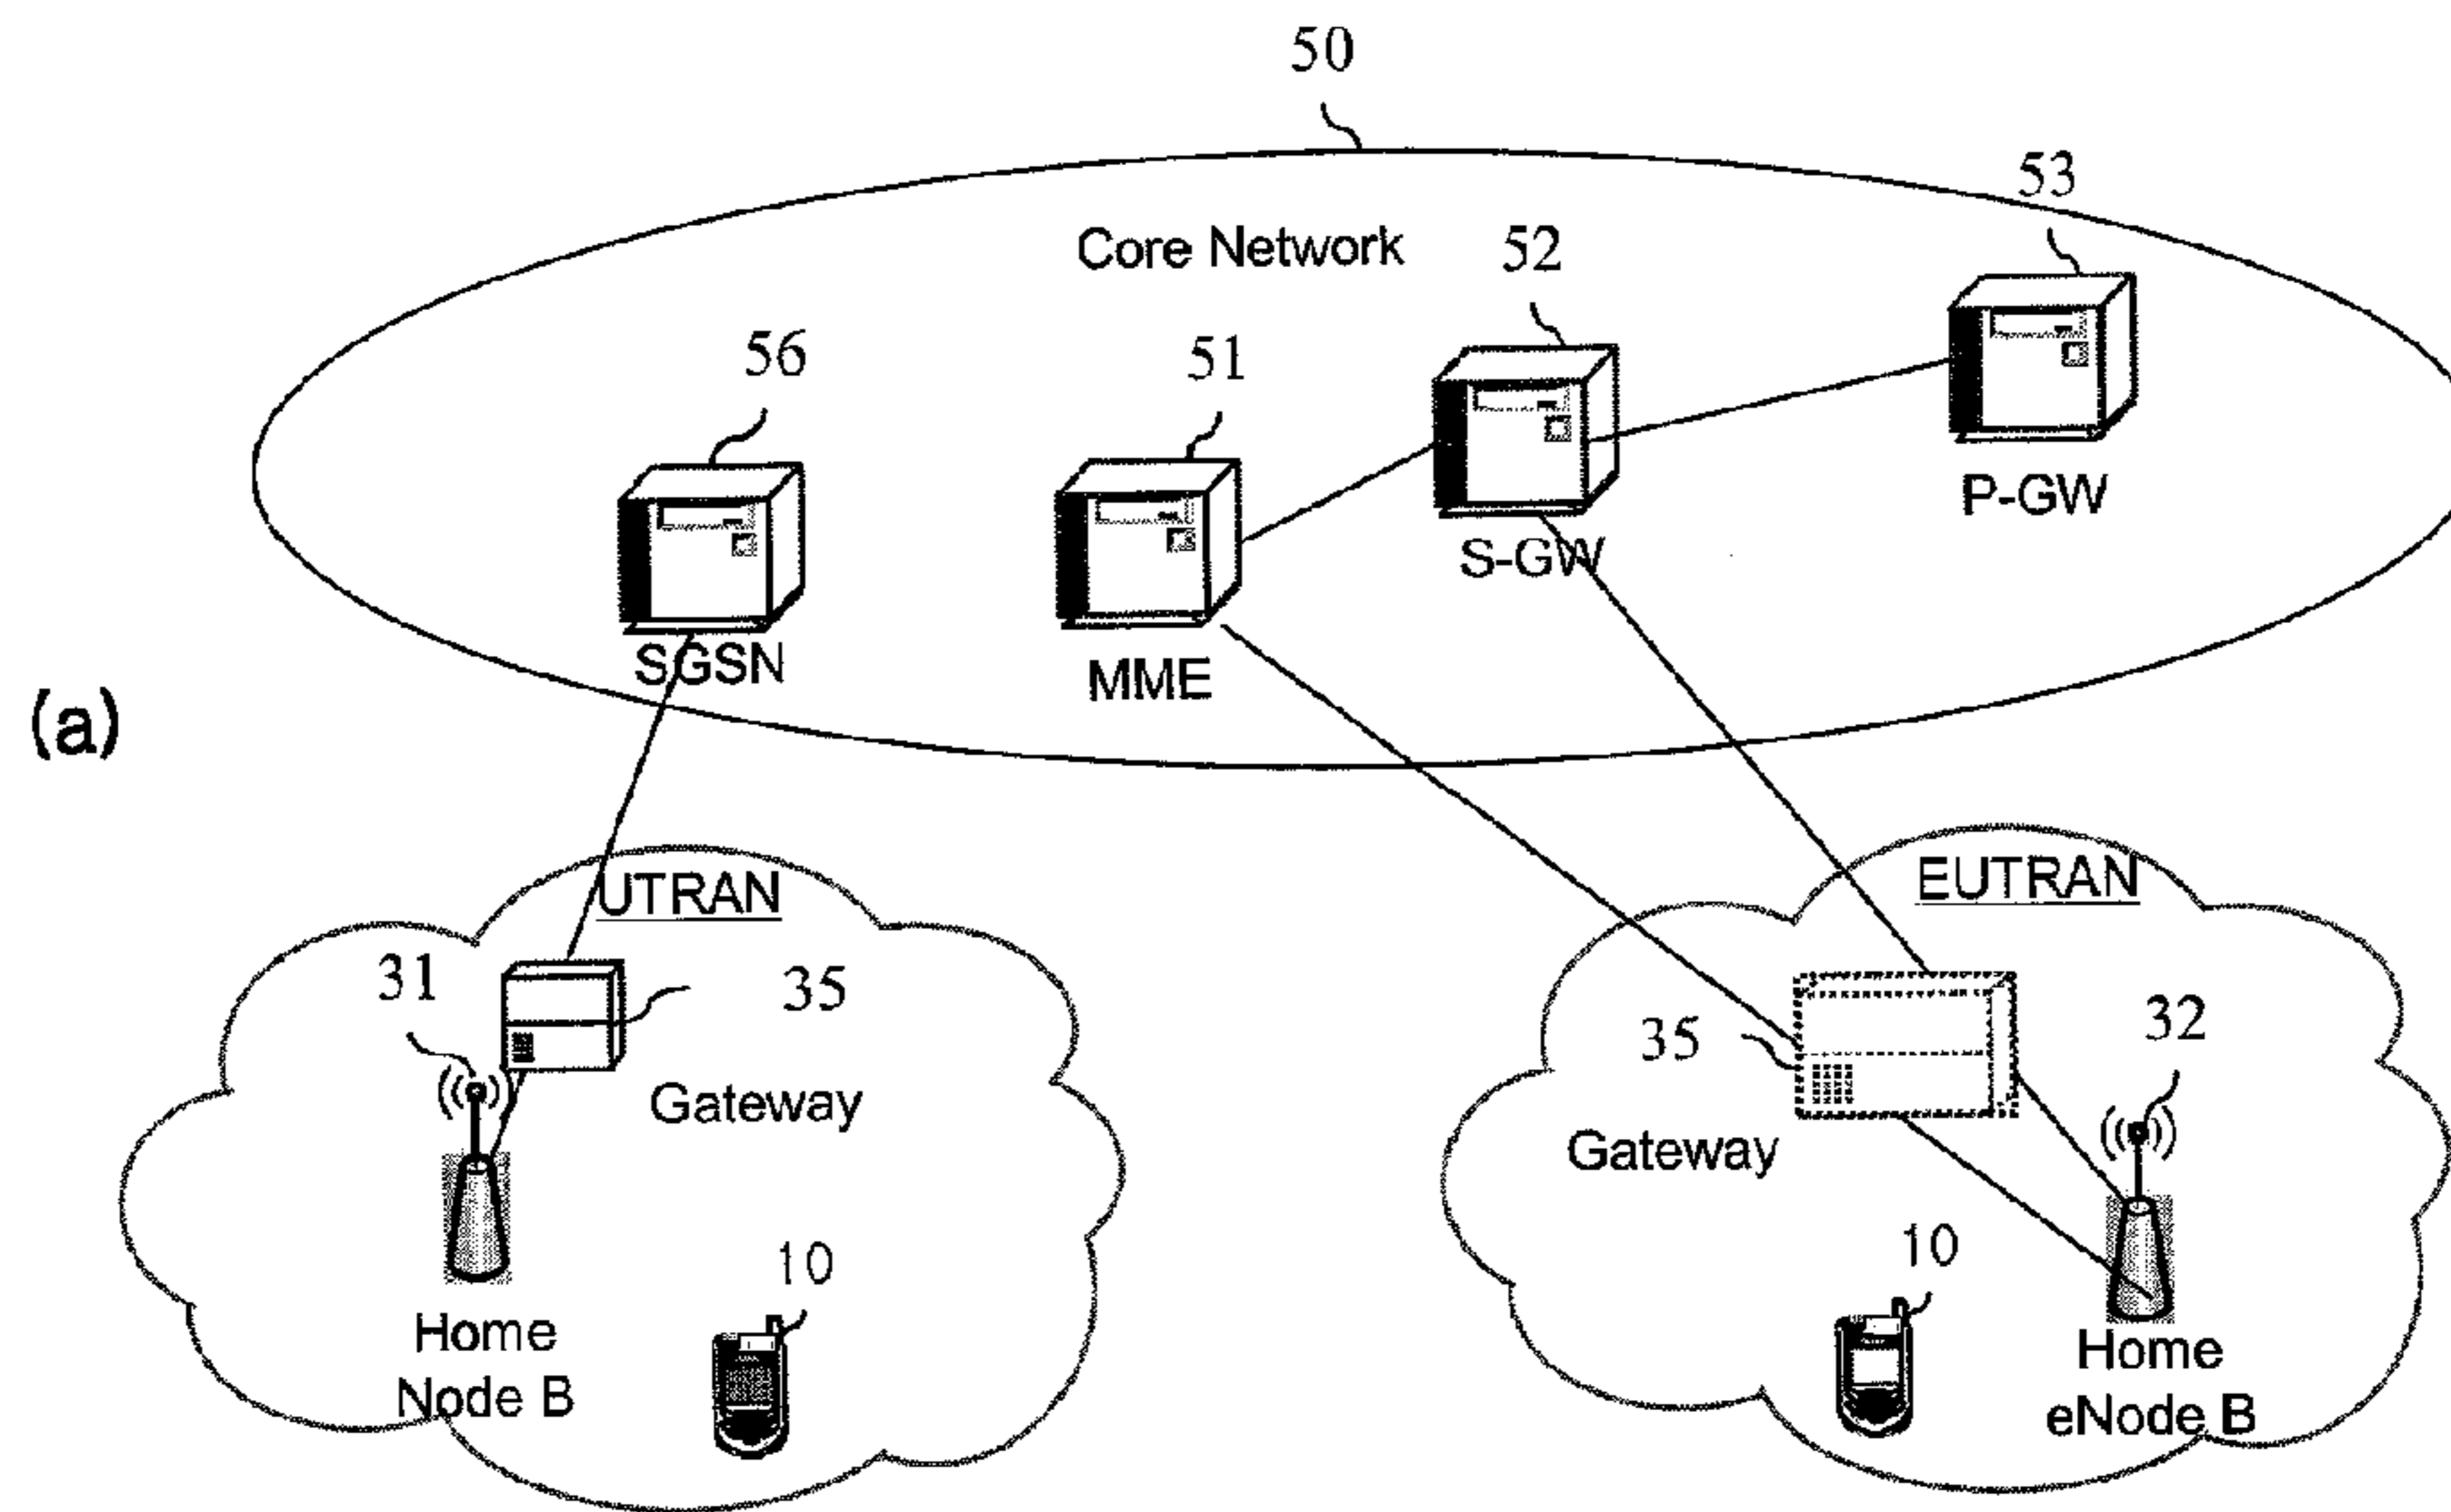 50
53
Core Network
52
56
51
P-GW
S-GW
SGSN
MME
(a)
UTRAN
EUTRAN
31
35
35
32
Gateway
Gateway
10
10
Home
Node B
Home
eNode B